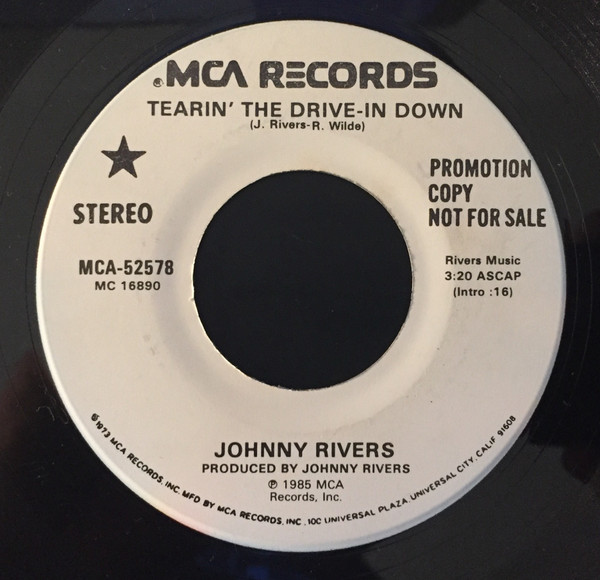 MCA RECORDS
TEARIN' THE DRIVE-IN DOWN
(J. Rivers-R. Wilde)
STEREO
PROMOTION
COPY
NOT FOR SALE
MCA-52578
MC 16890
Rivers Music
3:20 ASCAP
(Intro :16)
JOHNNY RIVERS
PRODUCED BY JOHNNY RIVERS
℗ 1985 MCA
Records, Inc.
©1973 MCA RECORDS, INC. MFD BY MCA RECORDS, INC., 100 UNIVERSAL PLAZA, UNIVERSAL CITY, CALIF 91608